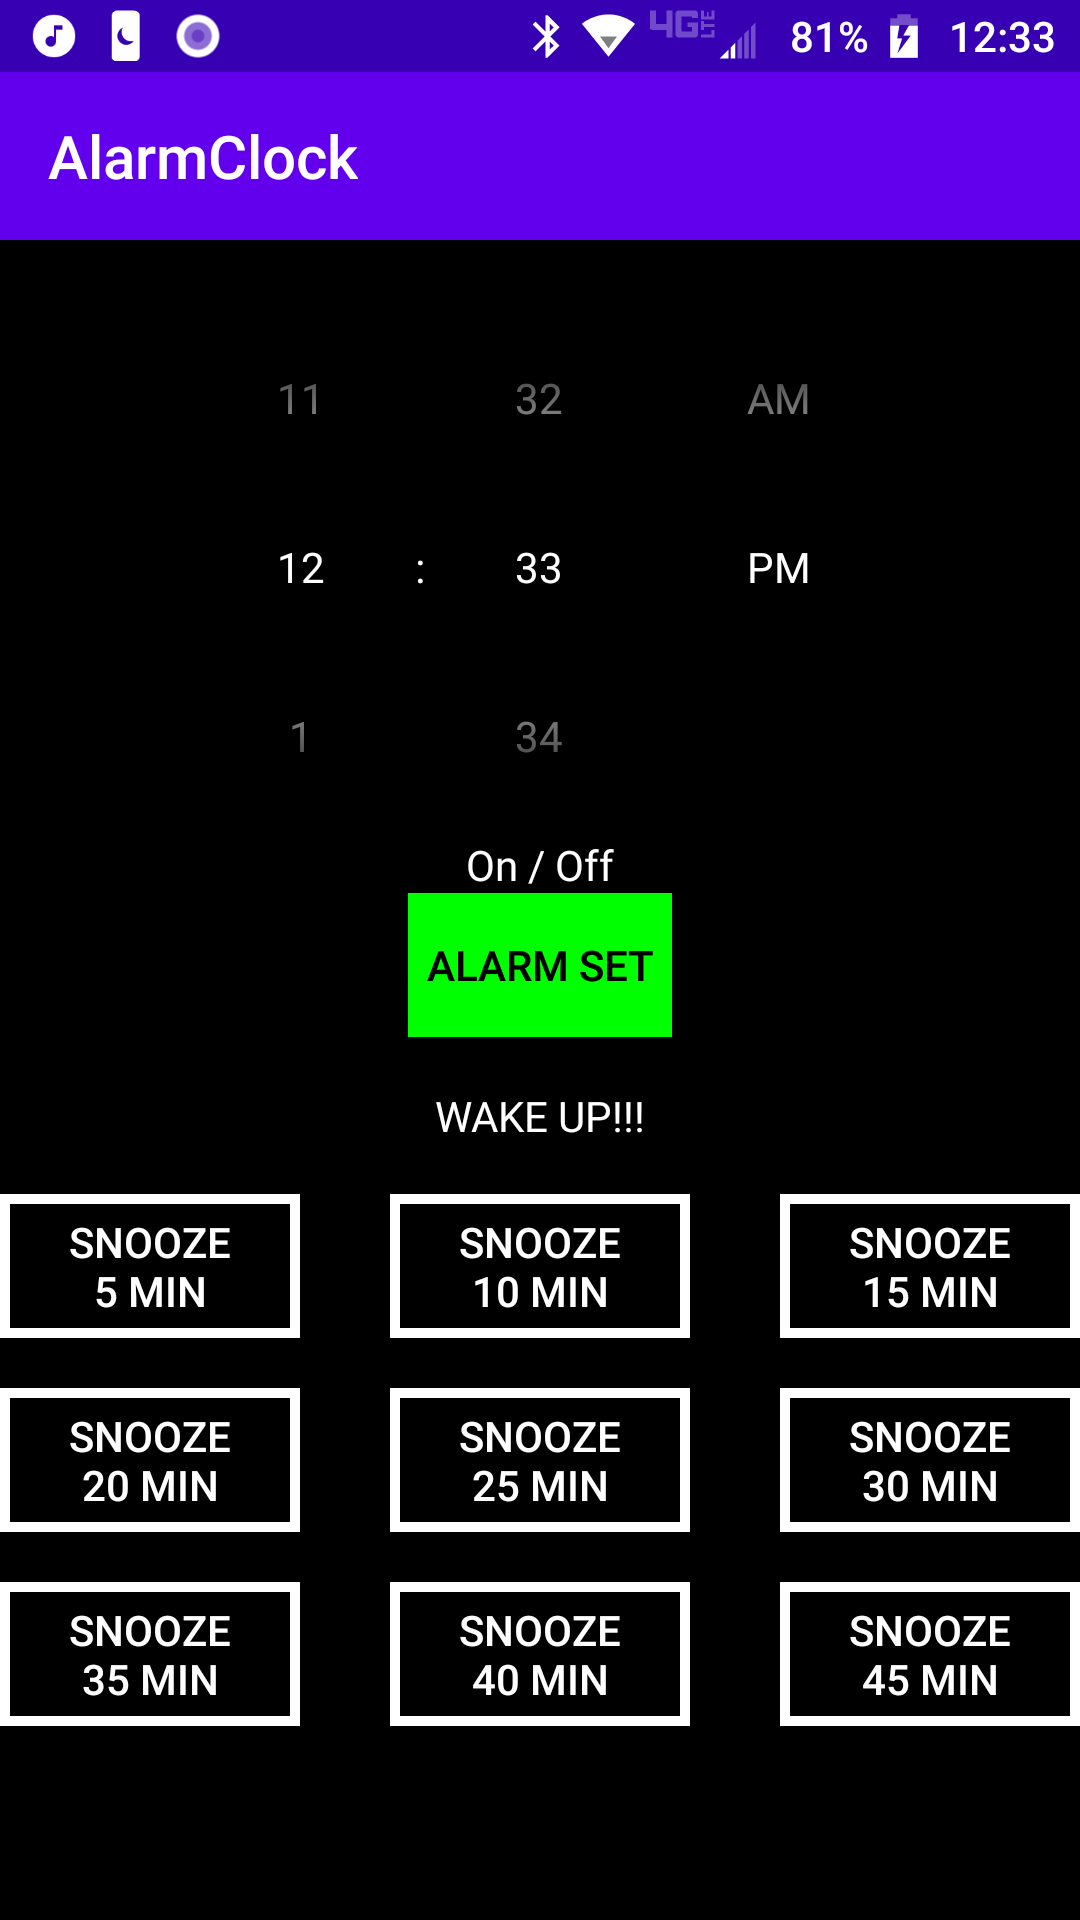 4G LTE 81% 12:33
AlarmClock
11 32 AM
12 : 33 PM
1 34
On / Off
ALARM SET
WAKE UP!!!
SNOOZE SNOOZE SNOOZE
5 MIN 10 MIN 15 MIN
SNOOZE SNOOZE SNOOZE
20 MIN 25 MIN 30 MIN
SNOOZE SNOOZE SNOOZE
35 MIN 40 MIN 45 MIN